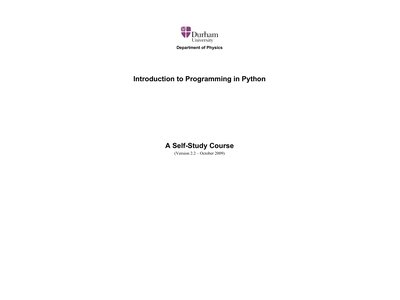 Durham
University
Department of Physics
Introduction to Programming in Python
A Self-Study Course
(Version 2.2 – October 2009)